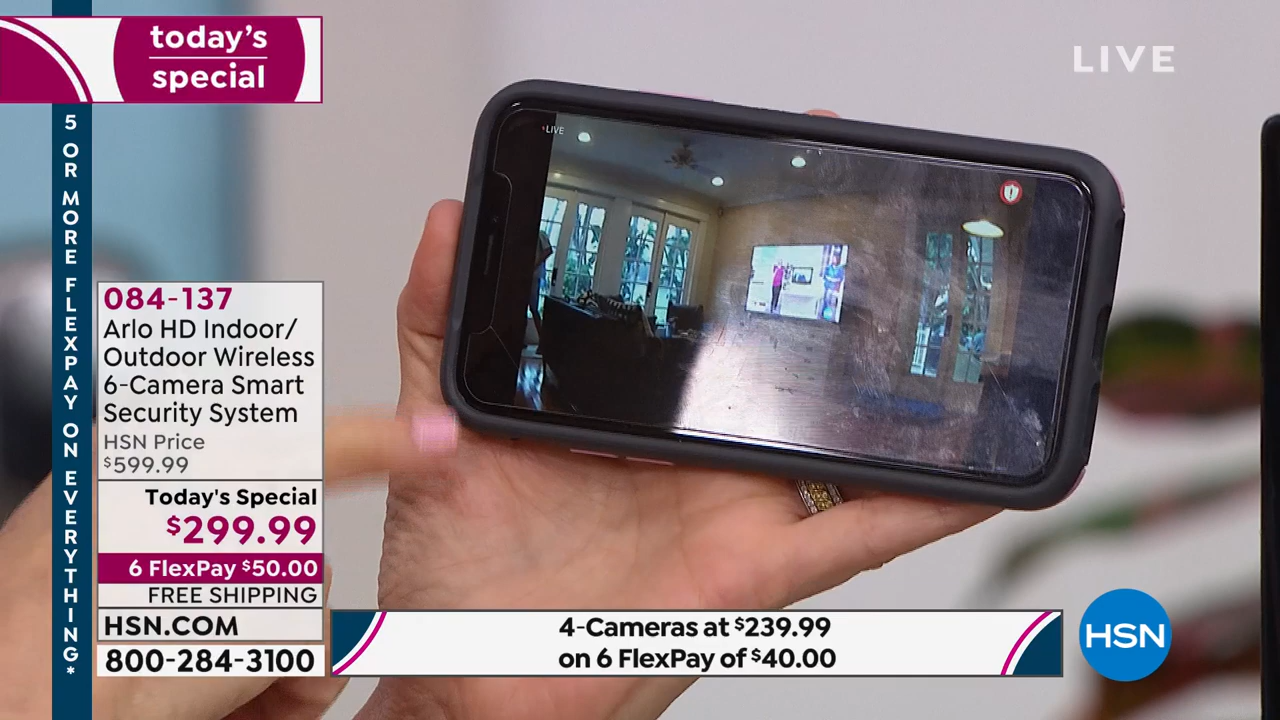 today's
special
LIVE
5 OR MORE FLEXPAY ON EVERYTHING*
LIVE
084-137
Arlo HD Indoor/
Outdoor Wireless
6-Camera Smart
Security System
HSN Price
$599.99
Today's Special
$299.99
6 FlexPay $50.00
FREE SHIPPING
HSN.COM
800-284-3100
4-Cameras at $239.99
on 6 FlexPay of $40.00
HSN